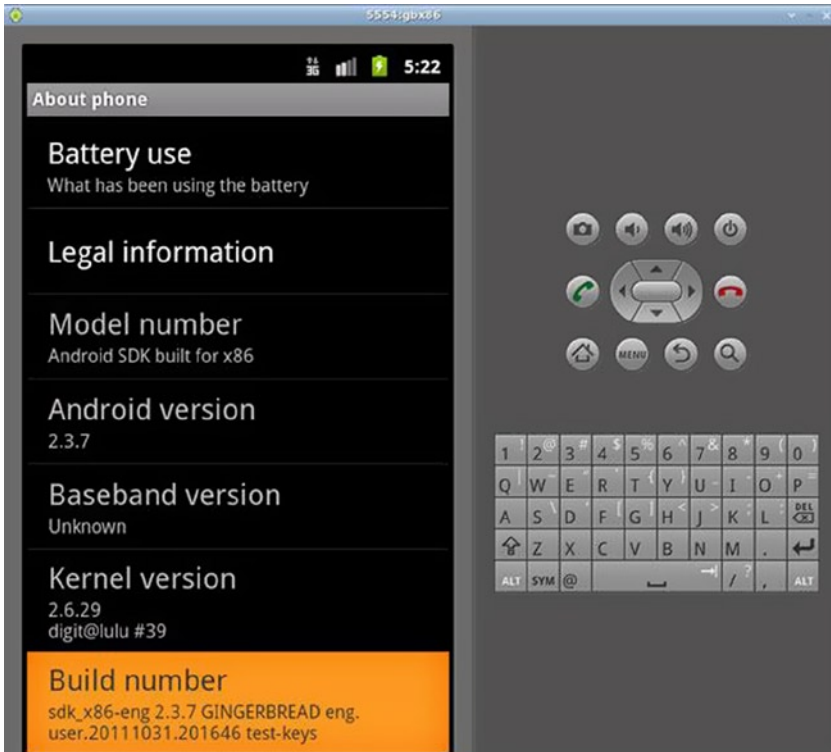 5554:gbx86
3G 5:22
About phone
Battery use
What has been using the battery
Legal information
Model number
Android SDK built for x86
Android version
2.3.7
Baseband version
Unknown
Kernel version
2.6.29
digit@lulu #39
Build number
sdk_x86-eng 2.3.7 GINGERBREAD eng.
user.20111031.201646 test-keys
MENU
1 ! 2 @ 3 # 4 $ 5 % 6 ^ 7 & 8 * 9 ( 0 )
Q | W ~ E " R ` T { Y } U - I - O + P =
A S \ D ' F [ G ] H < J > K ; L : DEL
Z X C V B N M .
ALT SYM @ / ? , ALT